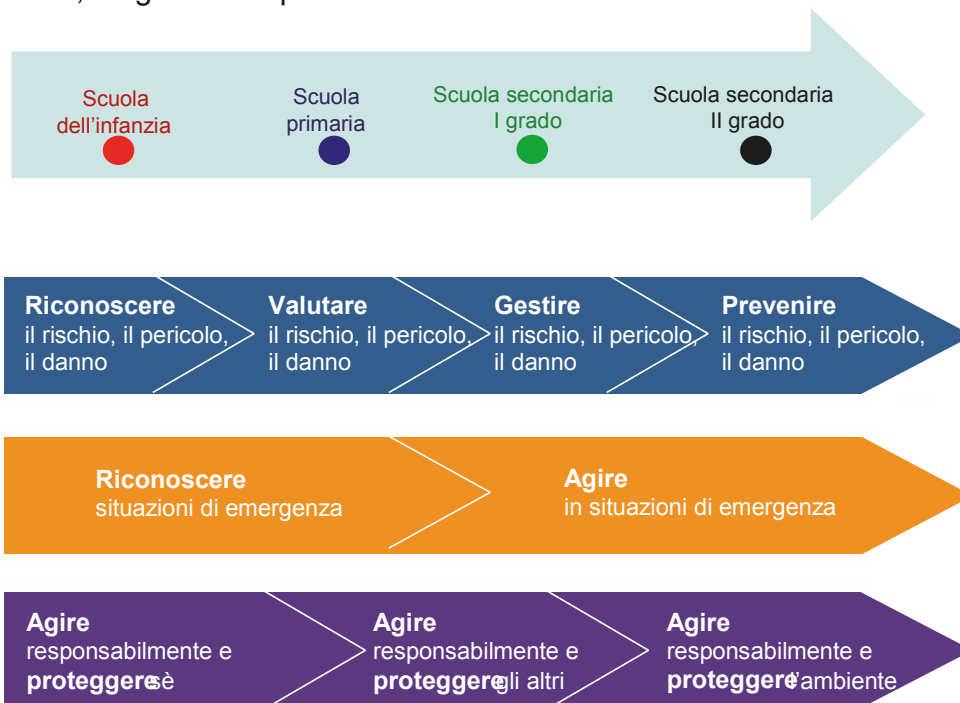 Scuola
dell'infanzia
Scuola
primaria
Scuola secondaria
I grado
Scuola secondaria
II grado
Riconoscere
il rischio, il pericolo,
il danno
Valutare
il rischio, il pericolo,
il danno
Gestire
il rischio, il pericolo,
il danno
Prevenire
il rischio, il pericolo,
il danno
Riconoscere
situazioni di emergenza
Agire
in situazioni di emergenza
Agire
responsabilmente e
proteggere sè
Agire
responsabilmente e
proteggere gli altri
Agire
responsabilmente e
proteggere l'ambiente